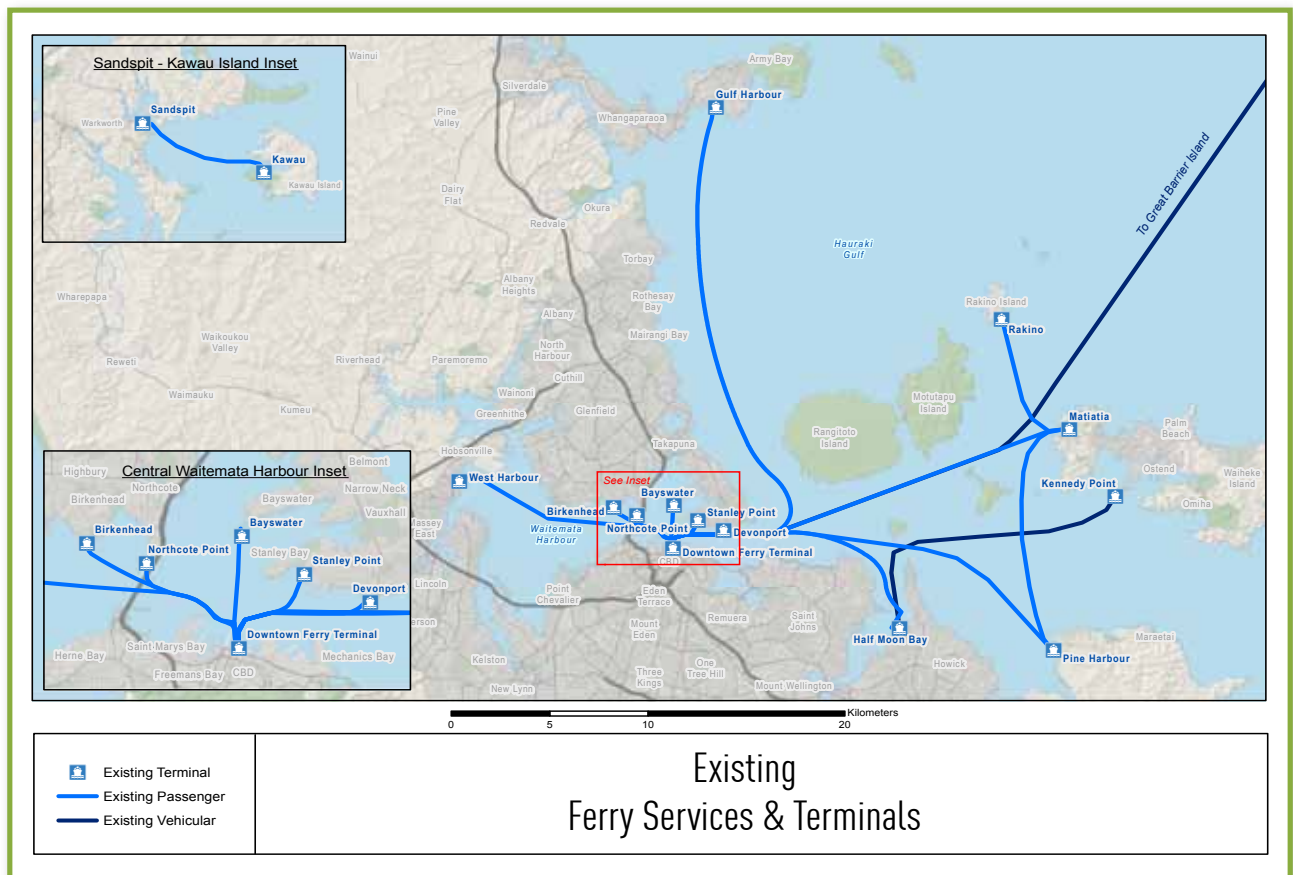 Sandspit - Kawau Island Inset
Sandspit
Warkworth
Kawau
Kawau Island
Wainui
Silverdale
Army Bay
Gulf Harbour
Whangaparaoa
Pine
Valley
Dairy
Flat
Okura
Redvale
To Great Barrier Island
Hauraki
Gulf
Torbay
Albany
Heights
Rothesay
Bay
Wharepapa
Albany
Rakino Island
Rakino
Waikoukou
Valley
Mairangi Bay
North
Harbour
Reweti
Riverhead
Paremoremo
Cuthill
Waimauku
Wainoni
Motutapu
Island
Kumeu
Greenhithe
Glenfield
Matiatia
Rangitoto
Island
Palm
Beach
Takapuna
Hobsonville
Ostend
Waiheke
Island
Kennedy Point
Omiha
West Harbour
See Inset
Bayswater
Birkenhead
Stanley Point
Northcote Point
Devonport
Waitemata
Harbour
Massey
East
Downtown Ferry Terminal
CBD
Lincoln
Point
Chevalier
Eden
Terrace
Mount
Eden
Remuera
Saint
Johns
Half Moon Bay
Howick
Maraetai
Pine Harbour
erson
Kelston
New Lynn
Three
Kings
One
Tree Hill
Mount Wellington
Central Waitemata Harbour Inset
Highbury
Belmont
Northcote
Birkenhead
Bayswater
Narrow Neck
Vauxhall
Birkenhead
Bayswater
Northcote Point
Stanley Bay
Stanley Point
Devonport
Downtown Ferry Terminal
Herne Bay
Saint Marys Bay
Mechanics Bay
Freemans Bay
CBD
Kilometers
0 5 10 20
Existing Terminal
Existing Passenger
Existing Vehicular
Existing
Ferry Services & Terminals